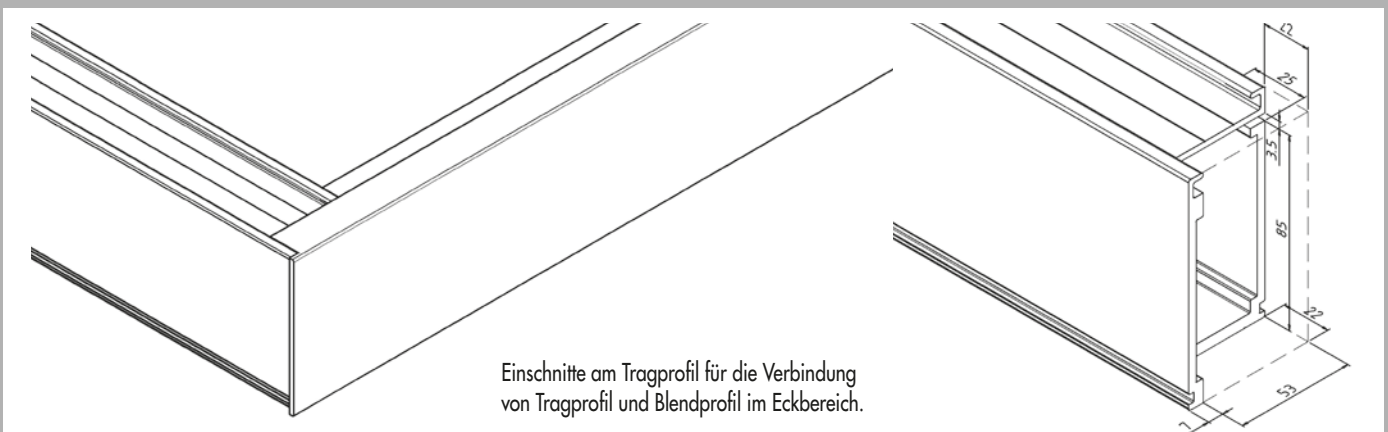 25
3.5
85
22
53
Einschnitte am Tragprofil für die Verbindung
von Tragprofil und Blendprofil im Eckbereich.